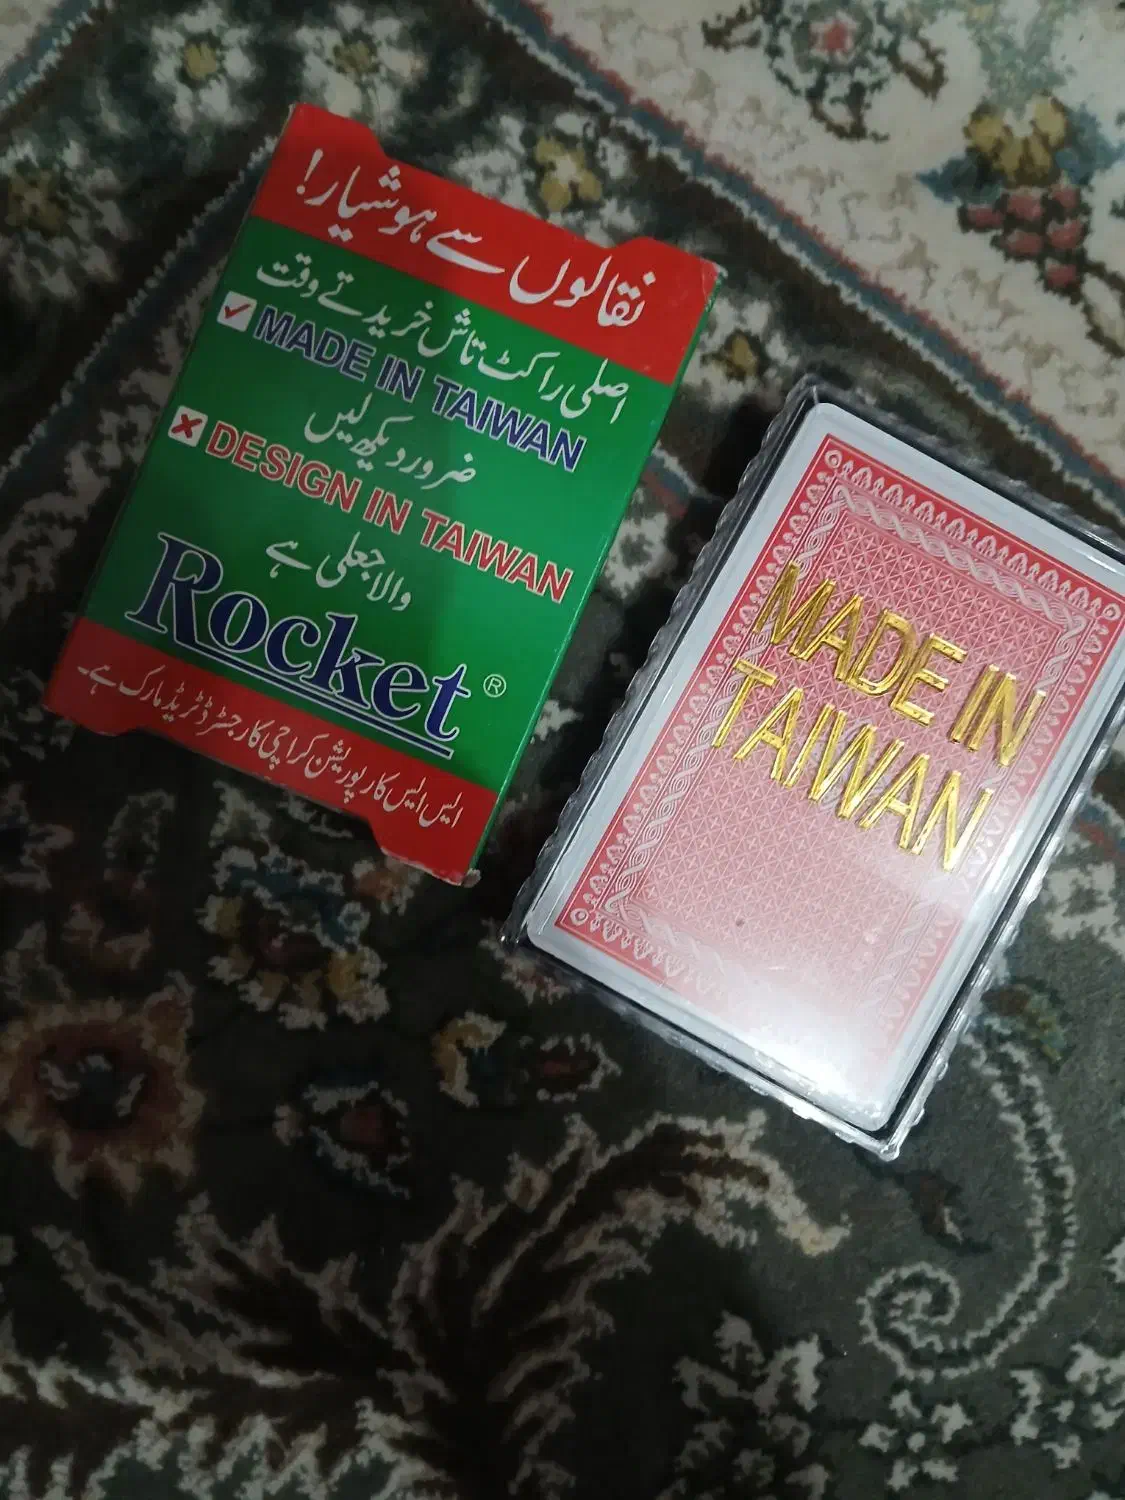 نقالوں سے ہوشیار!
اصلی راکٹ تاش خریدتے وقت
MADE IN TAIWAN
ضرور دیکھ لیں
DESIGN IN TAIWAN
والا جعلی ہے
Rocket®
ایس ایس کارپوریشن کراچی کا رجسٹرڈ ٹریڈ مارک ہے۔
MADE IN
TAIWAN